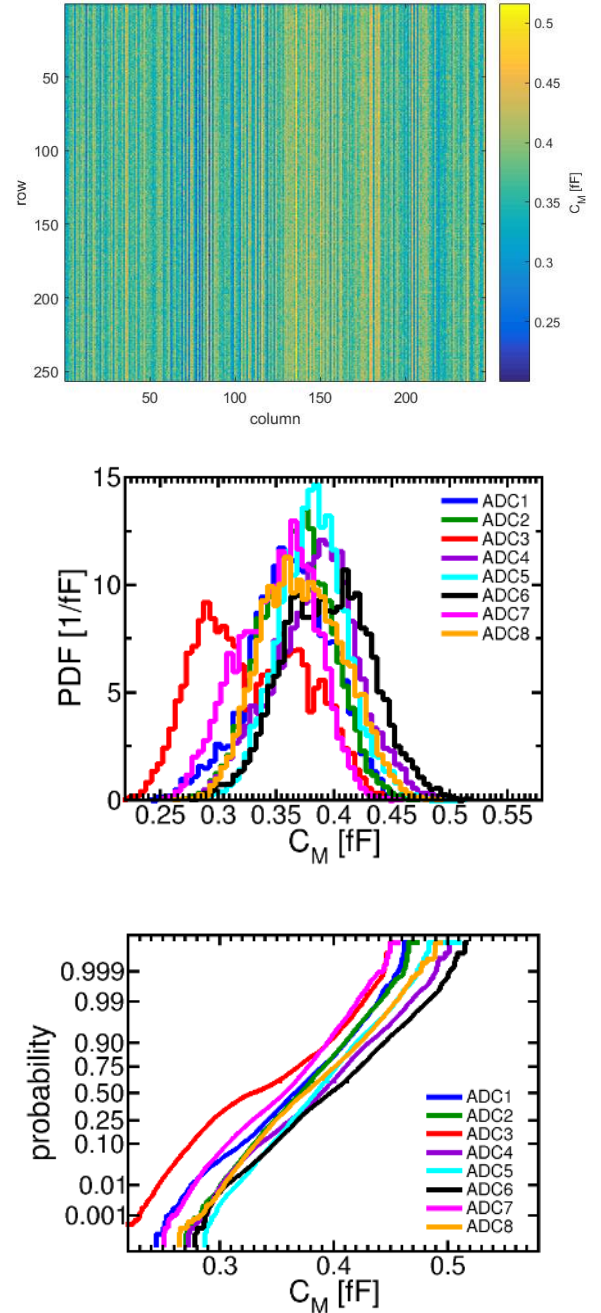 0.5
50
0.45
100
0.4
row
C_M [fF]
150
0.35
200
0.3
250
0.25
50 100 150 200
column
15
ADC1
ADC2
ADC3
10
ADC4
ADC5
ADC6
PDF [1/fF]
ADC7
ADC8
5
0
0.25 0.3 0.35 0.4 0.45 0.5 0.55
C_M [fF]
0.999
0.99
0.90
0.75
probability
0.50
ADC1
0.25
ADC2
0.10
ADC3
ADC4
ADC5
0.01
ADC6
0.001
ADC7
ADC8
0.3 0.4 0.5
C_M [fF]